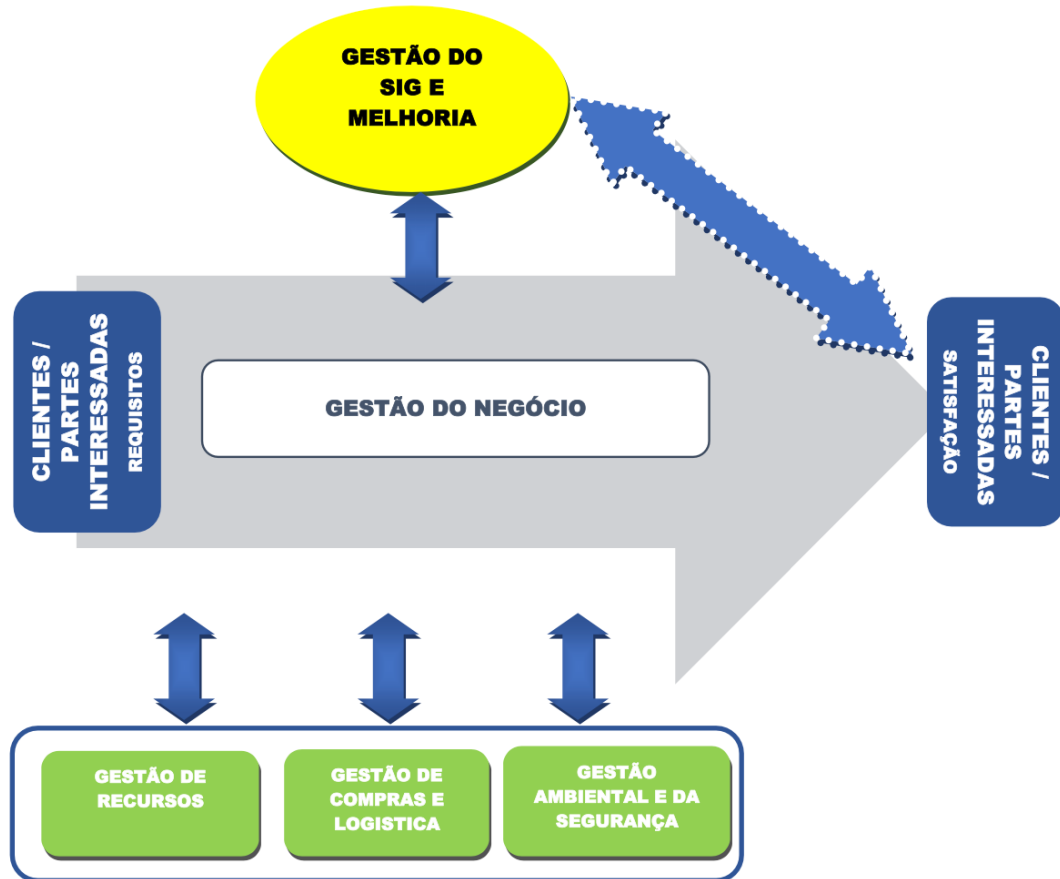 GESTÃO DO
SIG E
MELHORIA
CLIENTES /
PARTES
INTERESSADAS
REQUISITOS
GESTÃO DO NEGÓCIO
CLIENTES /
PARTES
INTERESSADAS
SATISFAÇÃO
GESTÃO DE
RECURSOS
GESTÃO DE
COMPRAS E
LOGISTICA
GESTÃO
AMBIENTAL E DA
SEGURANÇA